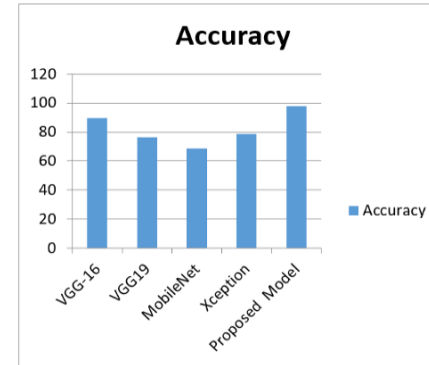 Accuracy
120
100
80
60
40
20
0
VGG-16
VGG19
MobileNet
Xception
Proposed Model
Accuracy